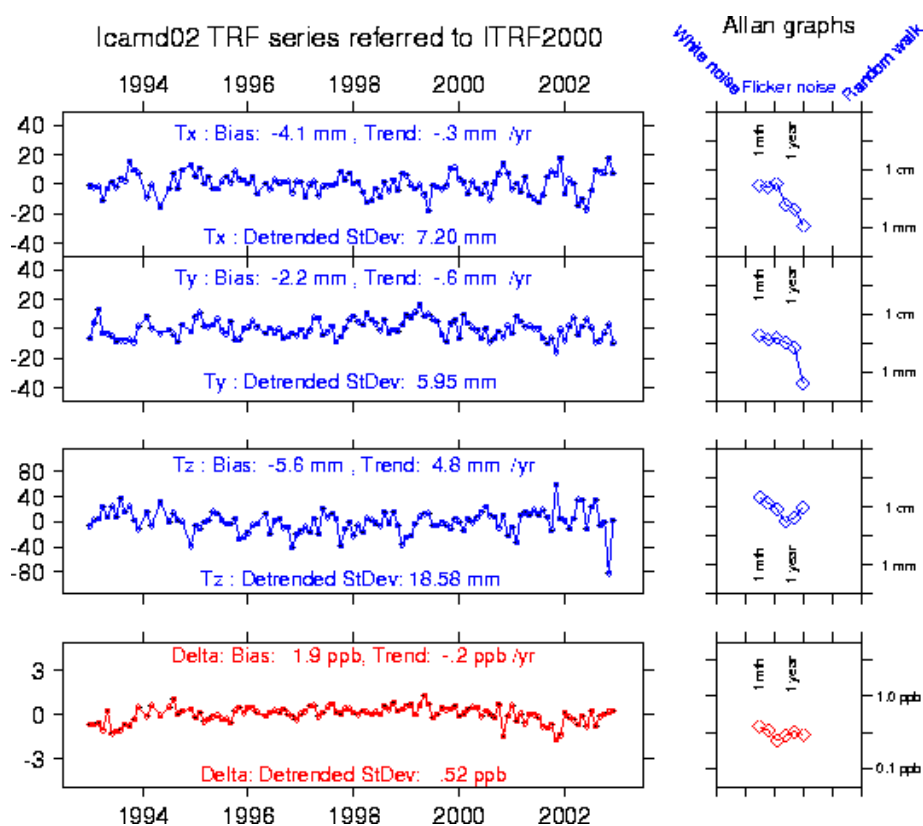 lcamd02 TRF series referred to ITRF2000
Allan graphs
White noise
Flicker noise
Random walk
1994 1996 1998 2000 2002
40
20
0
-20
-40
Tx : Bias: -4.1 mm , Trend: -.3 mm /yr
Tx : Detrended StDev: 7.20 mm
1 mth
1 year
1 cm
1 mm
40
20
0
-20
-40
Ty : Bias: -2.2 mm , Trend: -.6 mm /yr
Ty : Detrended StDev: 5.95 mm
1 mth
1 year
1 cm
1 mm
80
40
0
-40
-80
Tz : Bias: -5.6 mm , Trend: 4.8 mm /yr
Tz : Detrended StDev: 18.58 mm
1 mth
1 year
1 cm
1 mm
3
0
-3
Delta: Bias: 1.9 ppb, Trend: -.2 ppb /yr
Delta: Detrended StDev: .52 ppb
1 mth
1 year
1.0 ppb
0.1 ppb
1994 1996 1998 2000 2002